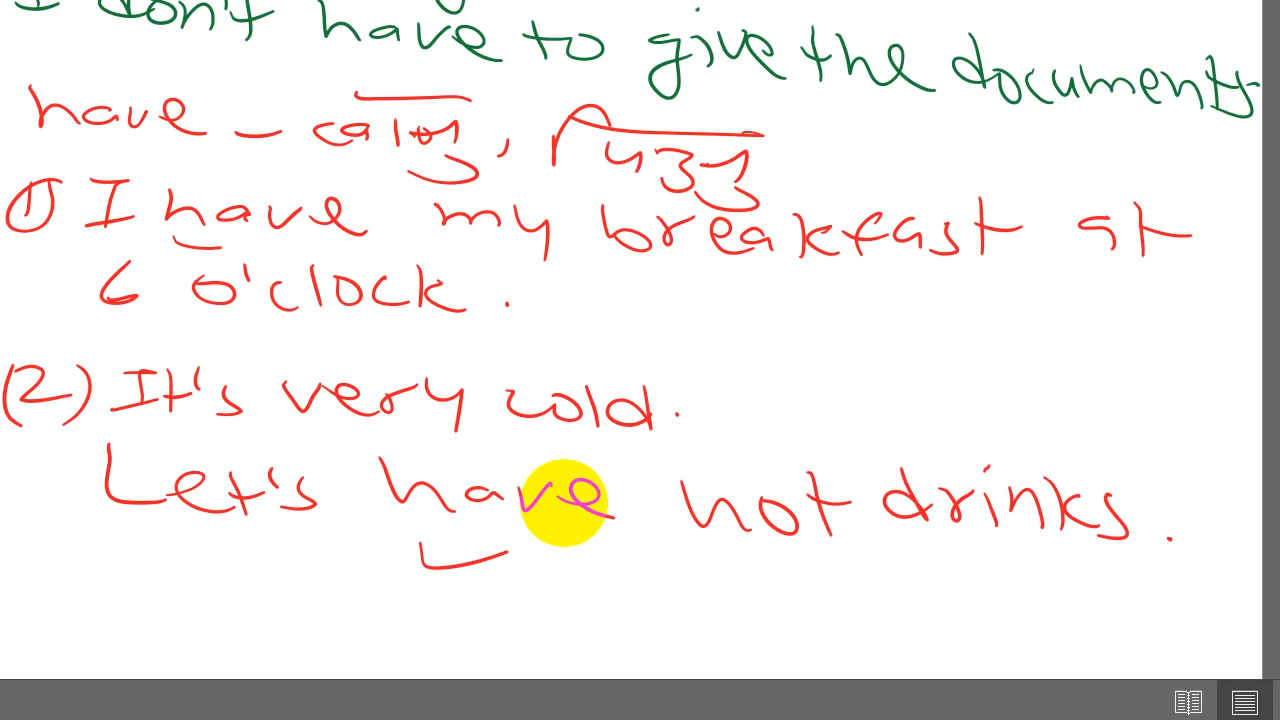 I don't have to give the documents
have -
① I have my breakfast at
6 o'clock.
(2) It's very cold.
Let's have hot drinks.